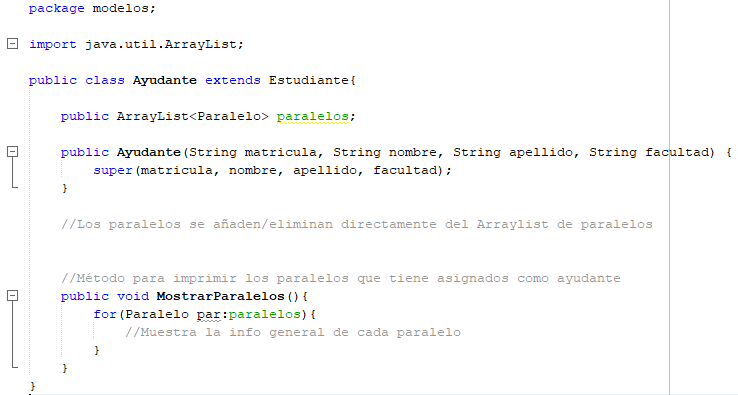 package modelos;
import java.util.ArrayList;
public class Ayudante extends Estudiante{
public ArrayList<Paralelo> paralelos;
public Ayudante(String matricula, String nombre, String apellido, String facultad) {
super(matricula, nombre, apellido, facultad);
}
//Los paralelos se añaden/eliminan directamente del Arraylist de paralelos
//Método para imprimir los paralelos que tiene asignados como ayudante
public void MostrarParalelos(){
for(Paralelo par:paralelos){
//Muestra la info general de cada paralelo
}
}
}